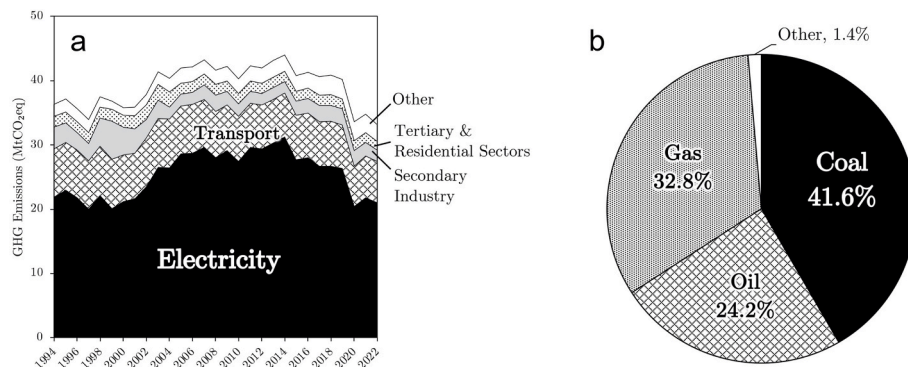 a
GHG Emissions (MtCO₂eq)
50
40
30
20
10
0
Transport
Electricity
Other
Tertiary &
Residential Sectors
Secondary
Industry
1994
1996
1998
2000
2002
2004
2006
2008
2010
2012
2014
2016
2018
2020
2022
b
Other, 1.4%
Gas
32.8%
Coal
41.6%
Oil
24.2%